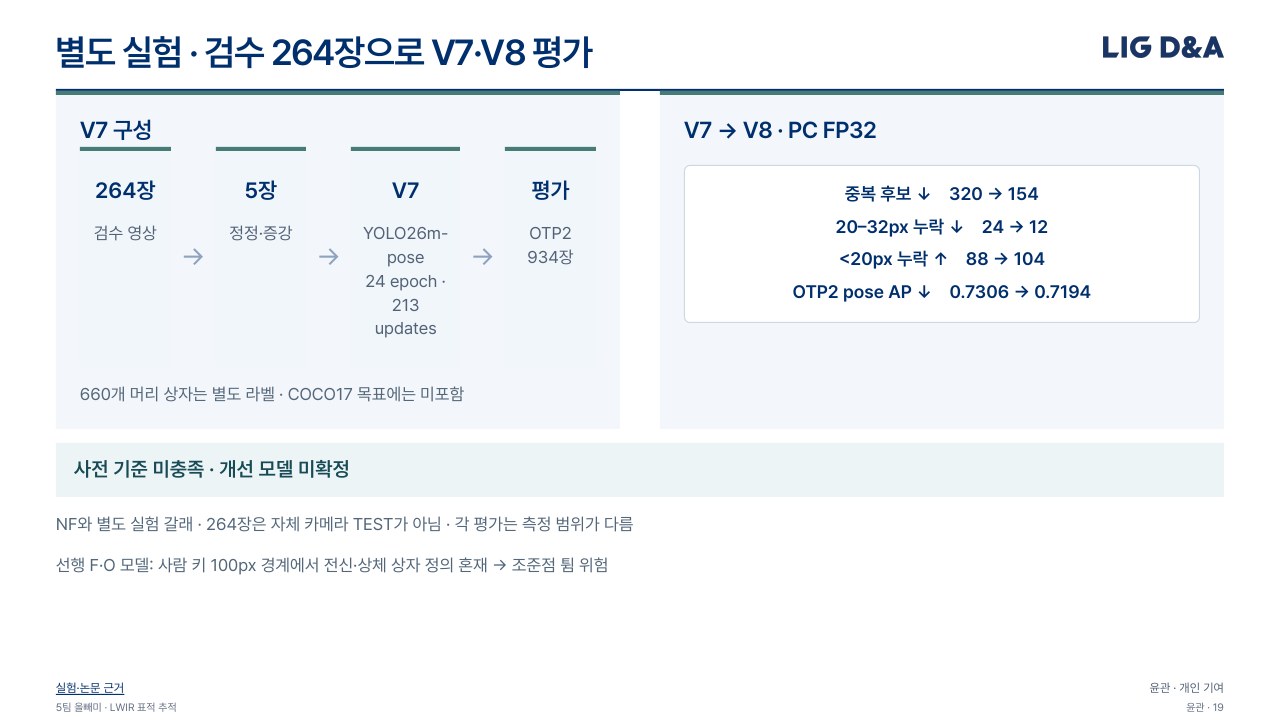 별도 실험 · 검수 264장으로 V7·V8 평가
LIG D&A
V7 구성
264장
검수 영상
→
5장
정정·증강
→
V7
YOLO26m-
pose
24 epoch ·
213
updates
→
평가
OTP2
934장
660개 머리 상자는 별도 라벨 · COCO17 목표에는 미포함
V7 → V8 · PC FP32
중복 후보 ↓ 320 → 154
20–32px 누락 ↓ 24 → 12
<20px 누락 ↑ 88 → 104
OTP2 pose AP ↓ 0.7306 → 0.7194
사전 기준 미충족 · 개선 모델 미확정
NF와 별도 실험 갈래 · 264장은 자체 카메라 TEST가 아님 · 각 평가는 측정 범위가 다름
선행 F·O 모델: 사람 키 100px 경계에서 전신·상체 상자 정의 혼재 → 조준점 튐 위험
실험·논문 근거
5팀 올빼미 · LWIR 표적 추적
윤관 · 개인 기여
윤관 · 19